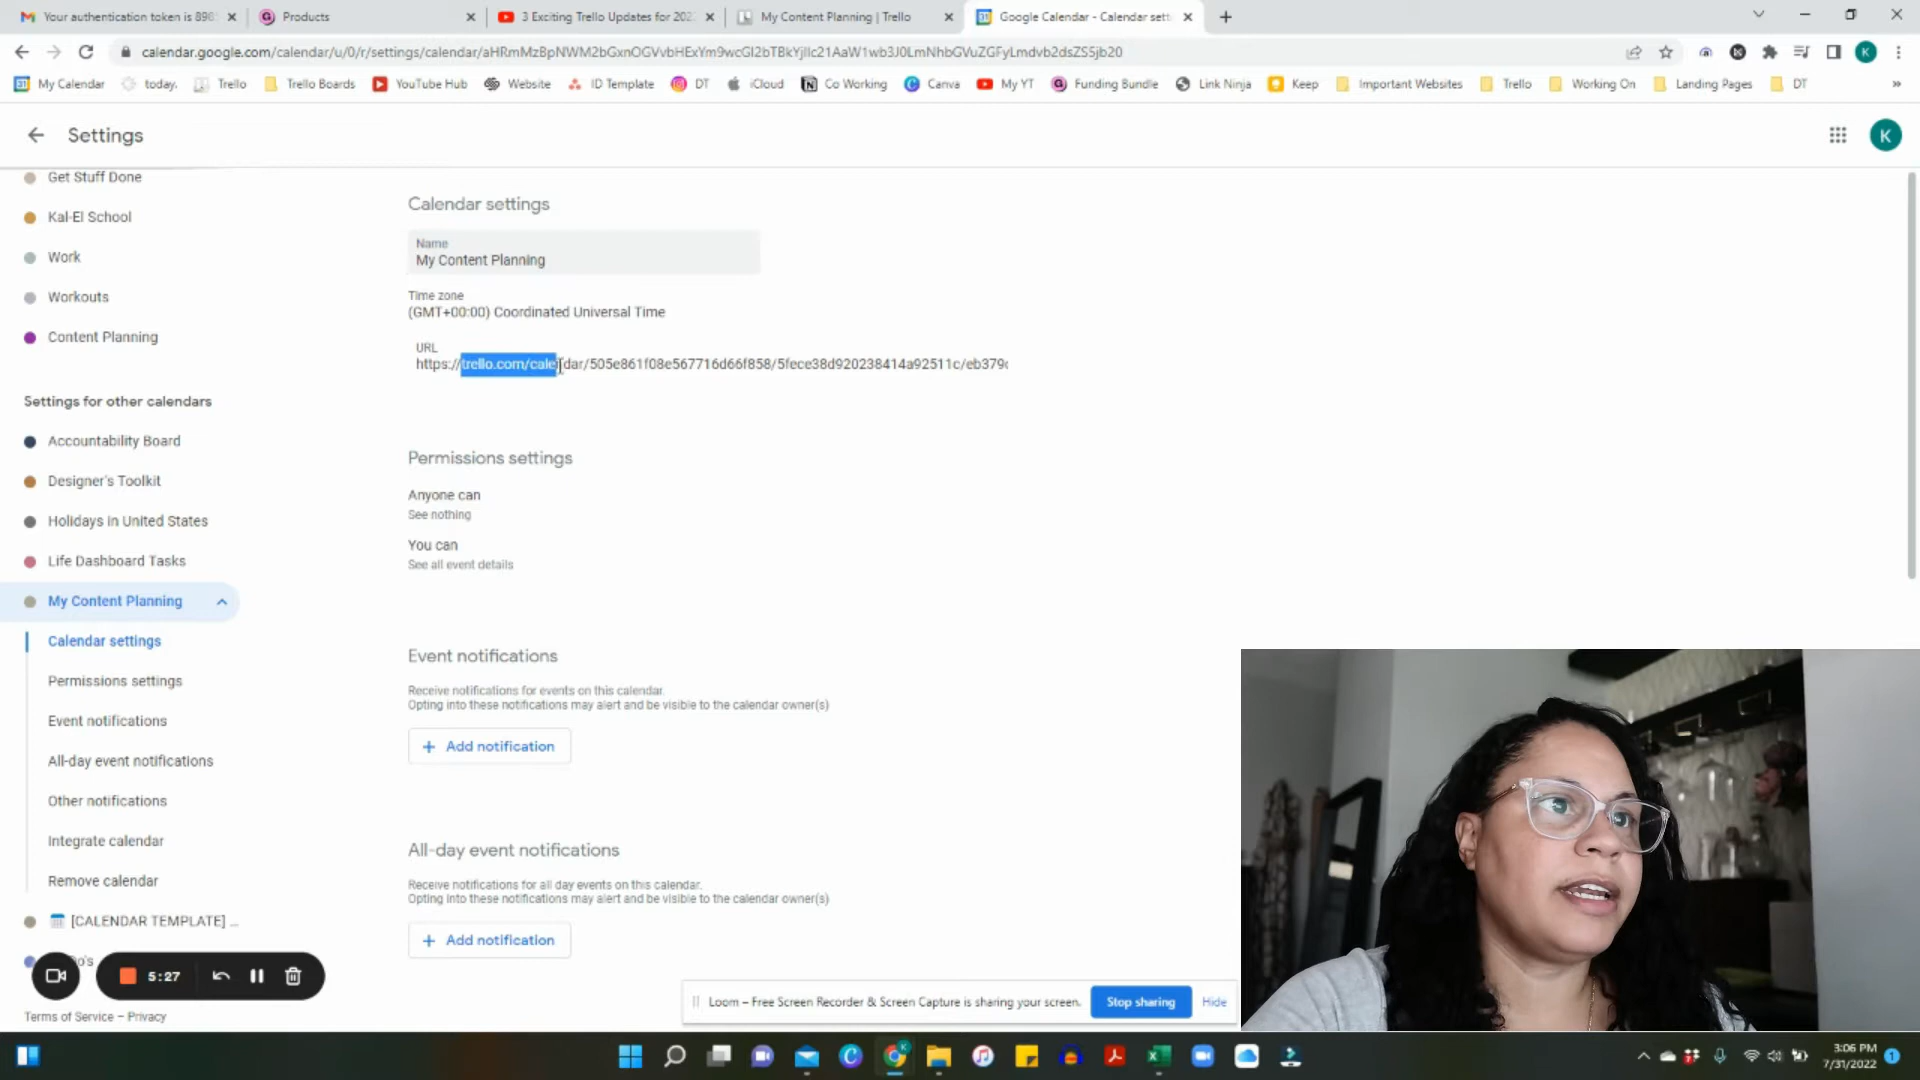 Your authentication token is 898
Products
3 Exciting Trello Updates for 202
My Content Planning | Trello
Google Calendar - Calendar sett
My Calendar
today.
Trello
Trello Boards
YouTube Hub
Website
ID Template
DT
iCloud
Co Working
Canva
My YT
Funding Bundle
Link Ninja
Keep
Important Websites
Trello
Working On
Landing Pages
DT
Settings
K
Get Stuff Done
Kal-El School
Work
Workouts
Content Planning
Settings for other calendars
Accountability Board
Designer's Toolkit
Holidays in United States
Life Dashboard Tasks
My Content Planning
Calendar settings
Permissions settings
Event notifications
All-day event notifications
Other notifications
Integrate calendar
Remove calendar
[CALENDAR TEMPLATE] ...
5:27
Terms of Service – Privacy
Calendar settings
Name
My Content Planning
Time zone
(GMT+00:00) Coordinated Universal Time
URL
https://trello.com/calendar/505e861f08e567716d66f858/5fece38d920238414a92511c/eb379
Permissions settings
Anyone can
See nothing
You can
See all event details
Event notifications
Receive notifications for events on this calendar.
Opting into these notifications may alert and be visible to the calendar owner(s)
+ Add notification
All-day event notifications
Receive notifications for all day events on this calendar.
Opting into these notifications may alert and be visible to the calendar owner(s)
+ Add notification
Loom – Free Screen Recorder & Screen Capture is sharing your screen.
Stop sharing
Hide
3:06 PM
7/31/2022